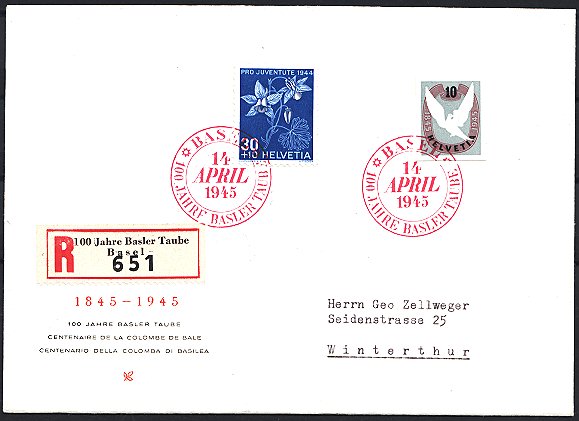 PRO JUVENTUTE 1944
30
+10 HELVETIA
10
1845 1945
HELVETIA
BASEL
14
APRIL
1945
100 JAHRE BASLER TAUBE
BASEL
14
APRIL
1945
100 JAHRE BASLER TAUBE
R
100 Jahre Basler Taube
Basel
651
1845-1945
100 JAHRE BASLER TAUBE
CENTENAIRE DE LA COLOMBE DE BALE
CENTENARIO DELLA COLOMBA DI BASILEA
Herrn Geo Zellweger
Seidenstrasse 25
Winterthur